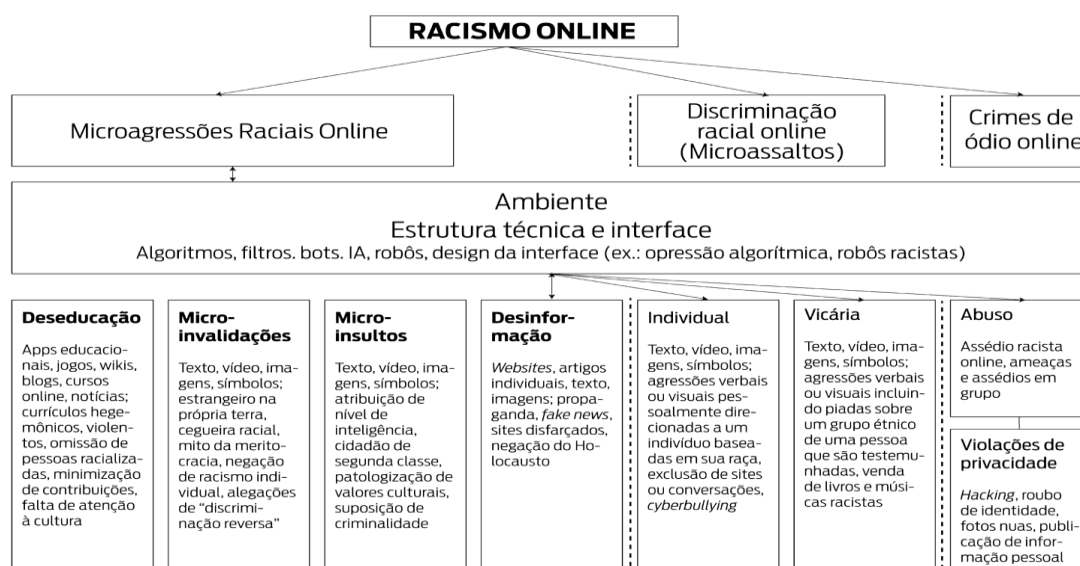 RACISMO ONLINE
Microagressões Raciais Online
Discriminação
racial online
(Microassaltos)
Crimes de
ódio online
Ambiente
Estrutura técnica e interface
Algoritmos, filtros. bots. IA, robôs, design da interface (ex.: opressão algorítmica, robôs racistas)
Deseducação
Apps educacio-
nais, jogos, wikis,
blogs, cursos
online, notícias;
currículos hege-
mônicos, violen-
tos, omissão de
pessoas racializa-
das, minimização
de contribuições,
falta de atenção
à cultura
Micro-
invalidações
Texto, vídeo, ima-
gens, símbolos;
estrangeiro na
própria terra,
cegueira racial,
mito da merito-
cracia, negação
de racismo indi-
vidual, alegações
de “discrimi-
nação reversa”
Micro-
insultos
Texto, vídeo, ima-
gens, símbolos;
atribuição de
nível de
inteligência,
cidadão de
segunda classe,
patologização de
valores culturais,
suposição de
criminalidade
Desinfor-
mação
Websites, artigos
individuais, texto,
imagens; propa-
ganda, fake news,
sites disfarçados,
negação do Ho-
locausto
Individual
Texto, vídeo, ima-
gens, símbolos;
agressões verbais
ou visuais pes-
soalmente dire-
cionadas a um
indivíduo basea-
das em sua raça,
exclusão de sites
ou conversações,
cyberbullying
Vicária
Texto, vídeo, ima-
gens, símbolos;
agressões verbais
ou visuais incluin-
do piadas sobre
um grupo étnico
de uma pessoa
que são testemu-
nhadas, venda
de livros e músi-
cas racistas
Abuso
Assédio racista
online, ameaças
e assédios em
grupo
Violações de
privacidade
Hacking, roubo
de identidade,
fotos nuas, publi-
cação de infor-
mação pessoal